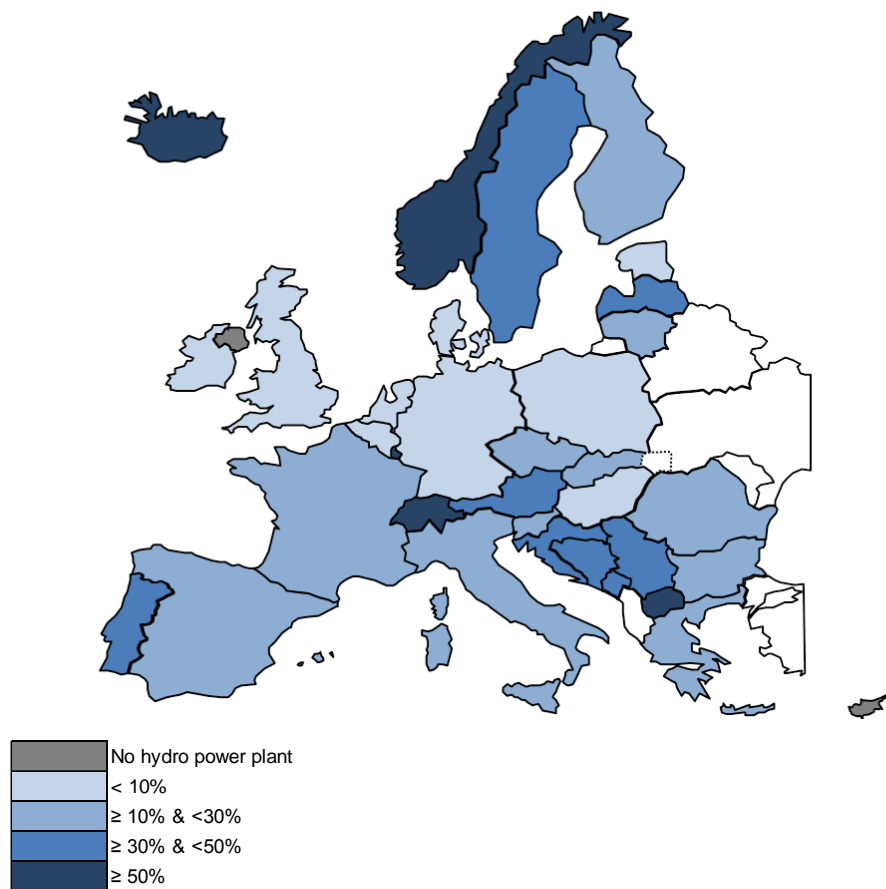 No hydro power plant
< 10%
≥ 10% & <30%
≥ 30% & <50%
≥ 50%